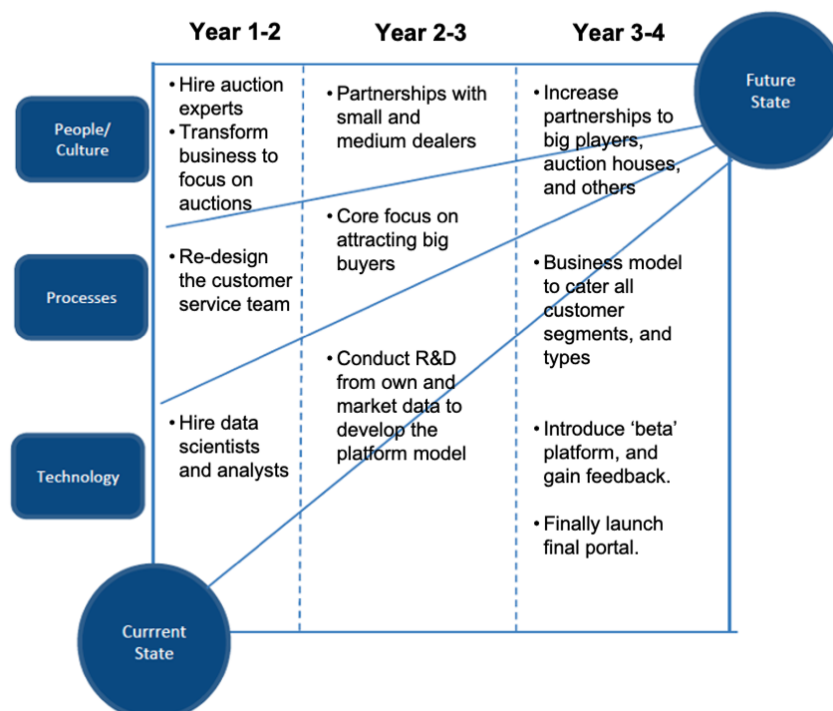 Year 1-2
Year 2-3
Year 3-4
Future
State
People/
Culture
• Hire auction
experts
• Transform
business to
focus on
auctions
• Partnerships with
small and
medium dealers
• Increase
partnerships to
big players,
auction houses,
and others
Processes
• Re-design
the customer
service team
• Core focus on
attracting big
buyers
• Business model
to cater all
customer
segments, and
types
Technology
• Hire data
scientists
and analysts
• Conduct R&D
from own and
market data to
develop the
platform model
• Introduce ‘beta’
platform, and
gain feedback.
• Finally launch
final portal.
Currrent
State